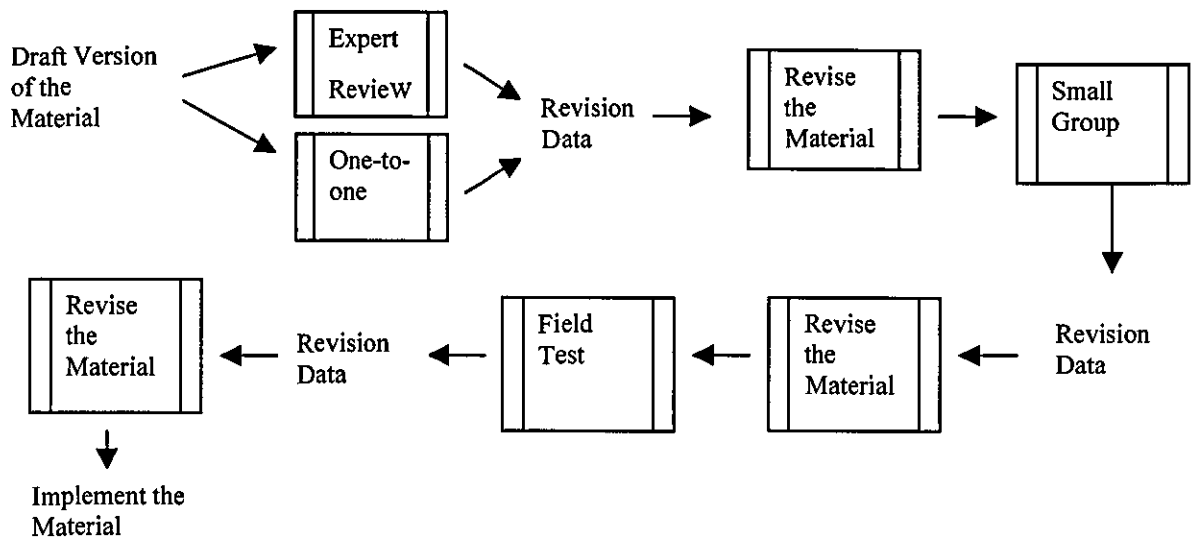 Draft Version
of the
Material
Expert
RevieW
One-to-
one
Revision
Data
Revise
the
Material
Small
Group
Revision
Data
Revise
the
Material
Field
Test
Revision
Data
Revise
the
Material
Implement the
Material